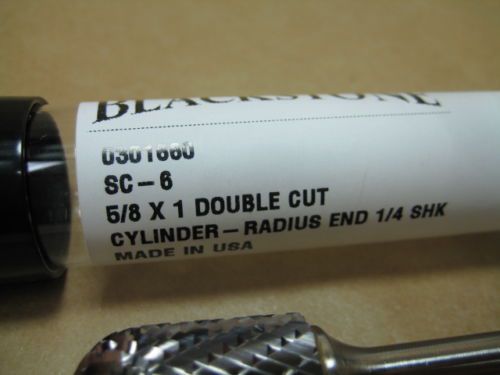 BLACKSTONE
0301660
SC-6
5/8 X 1 DOUBLE CUT
CYLINDER - RADIUS END 1/4 SHK
MADE IN USA